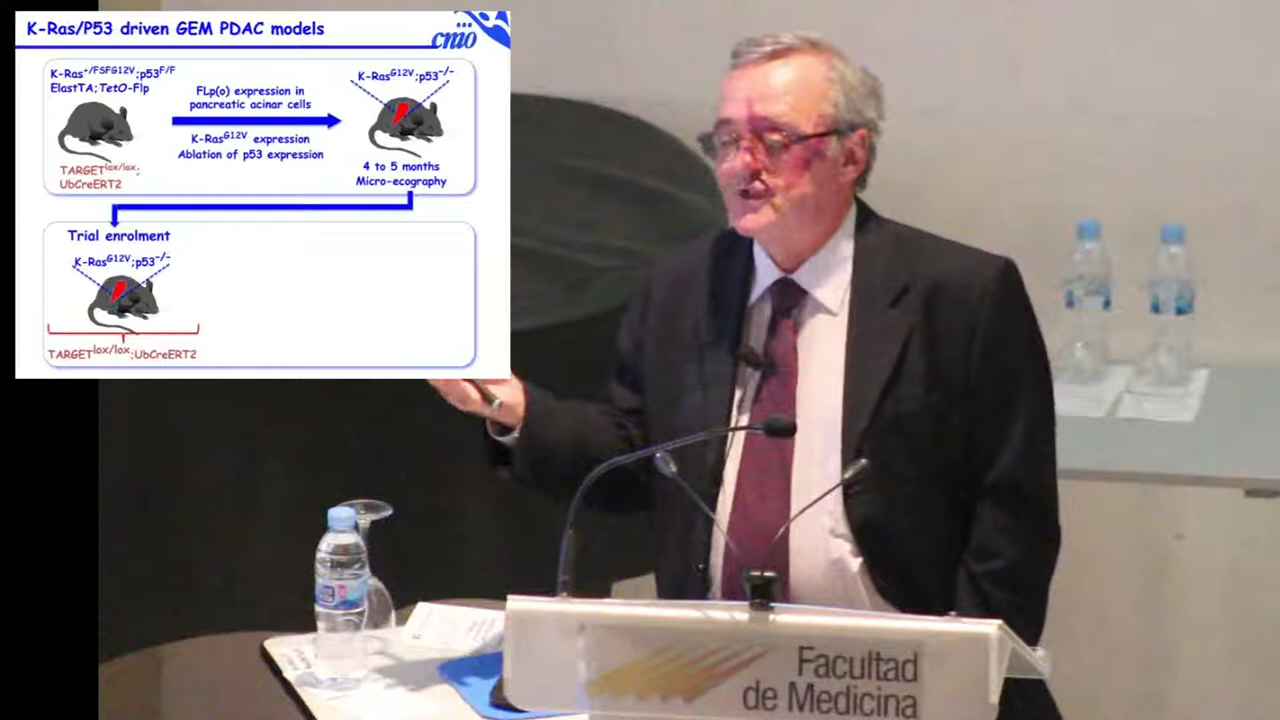 K-Ras/P53 driven GEM PDAC models
cnio
K-Ras+/FSFG12V;p53F/F
ElastTA;TetO-Flp
TARGETlox/lox;
UbCreERT2
FLp(o) expression in
pancreatic acinar cells
K-RasG12V expression
Ablation of p53 expression
K-RasG12V;p53-/-
4 to 5 months
Micro-ecography
Trial enrolment
K-RasG12V;p53-/-
TARGETlox/lox;UbCreERT2
Facultad
de Medicina